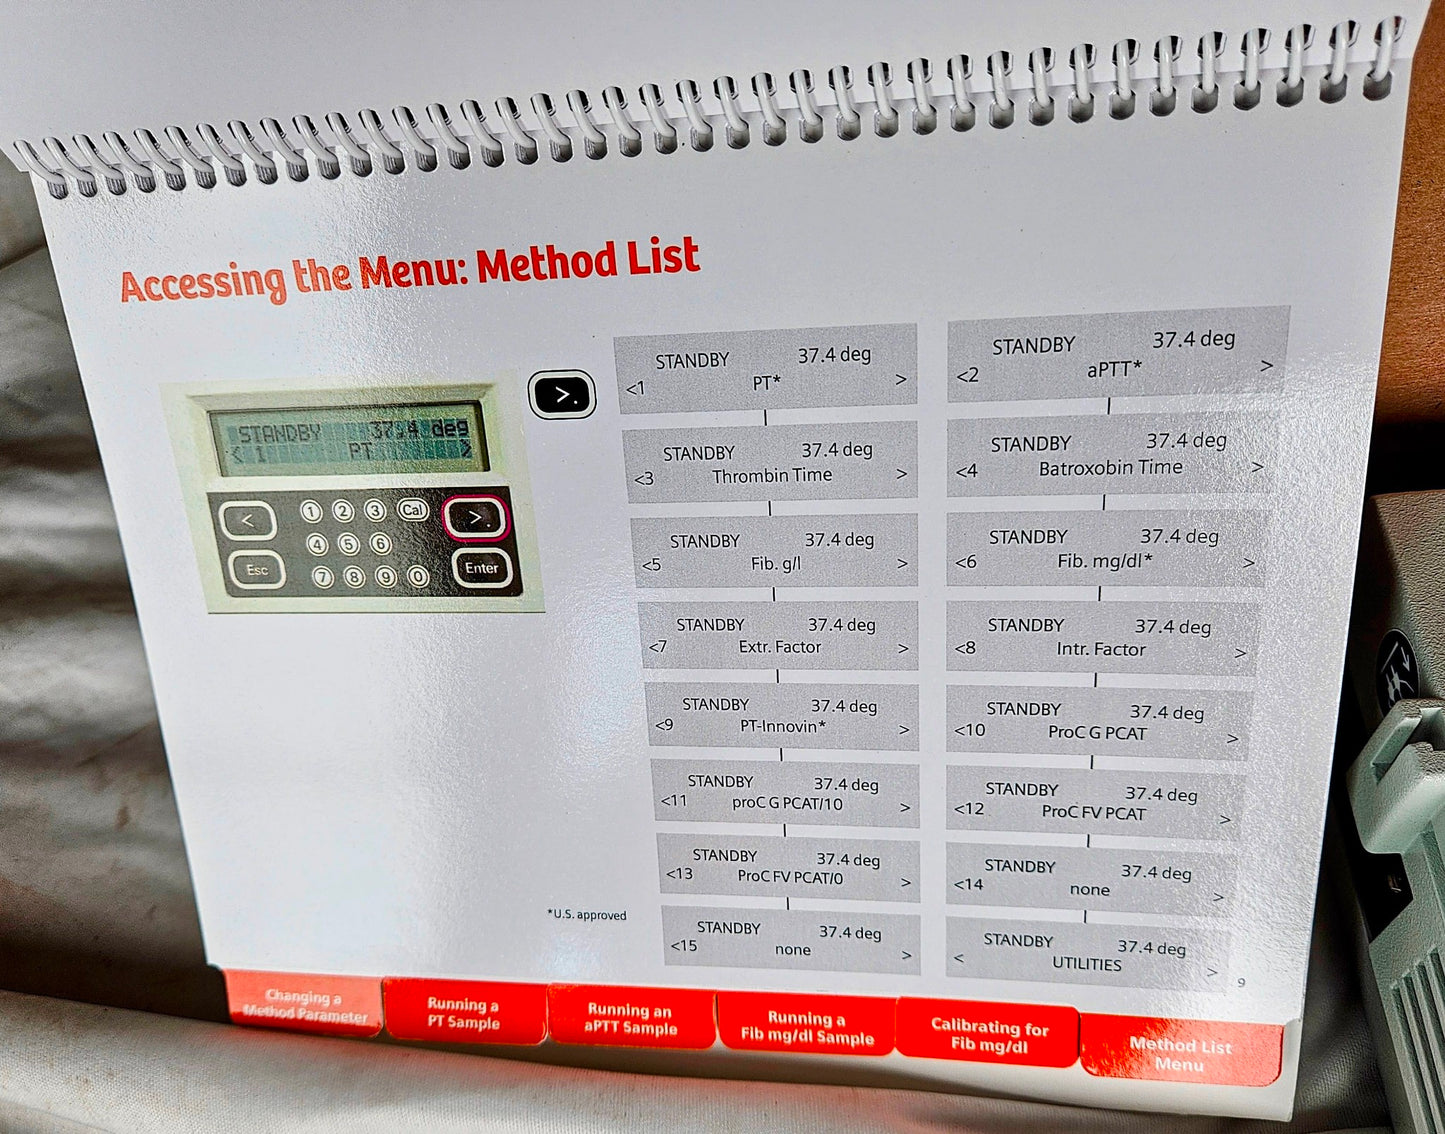 Accessing the Menu: Method List
STANDBY 37.4 deg
< 1 PT >
< 1 2 3 Cal >.
4 5 6
Esc 7 8 9 0 Enter
>.
STANDBY 37.4 deg
<1 PT* >
STANDBY 37.4 deg
<2 aPTT* >
STANDBY 37.4 deg
<3 Thrombin Time >
STANDBY 37.4 deg
<4 Batroxobin Time >
STANDBY 37.4 deg
<5 Fib. g/l >
STANDBY 37.4 deg
<6 Fib. mg/dl* >
STANDBY 37.4 deg
<7 Extr. Factor >
STANDBY 37.4 deg
<8 Intr. Factor >
STANDBY 37.4 deg
<9 PT-Innovin* >
STANDBY 37.4 deg
<10 ProC G PCAT >
STANDBY 37.4 deg
<11 proC G PCAT/10 >
STANDBY 37.4 deg
<12 ProC FV PCAT >
STANDBY 37.4 deg
<13 ProC FV PCAT/0 >
STANDBY 37.4 deg
<14 none >
STANDBY 37.4 deg
<15 none >
STANDBY 37.4 deg
< UTILITIES >
*U.S. approved
9
Changing a
Method Parameter
Running a
PT Sample
Running an
aPTT Sample
Running a
Fib mg/dl Sample
Calibrating for
Fib mg/dl
Method List
Menu